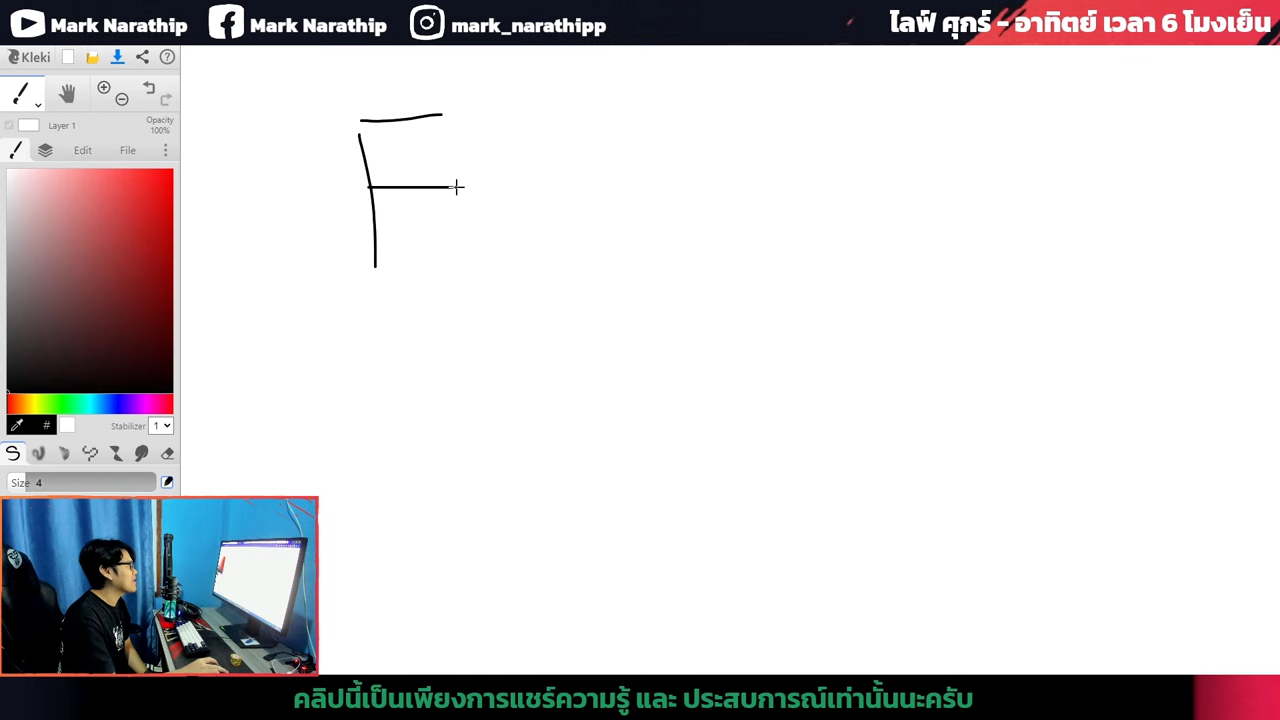 Mark Narathip Mark Narathip mark_narathipp ไลฟ์ ศุกร์ - อาทิตย์ เวลา 6 โมงเย็น
Kleki
Layer 1 Opacity 100%
Edit File
F
# Stabilizer 1
Size 4
คลิปนี้เป็นเพียงการแชร์ความรู้ และ ประสบการณ์เท่านั้นนะครับ